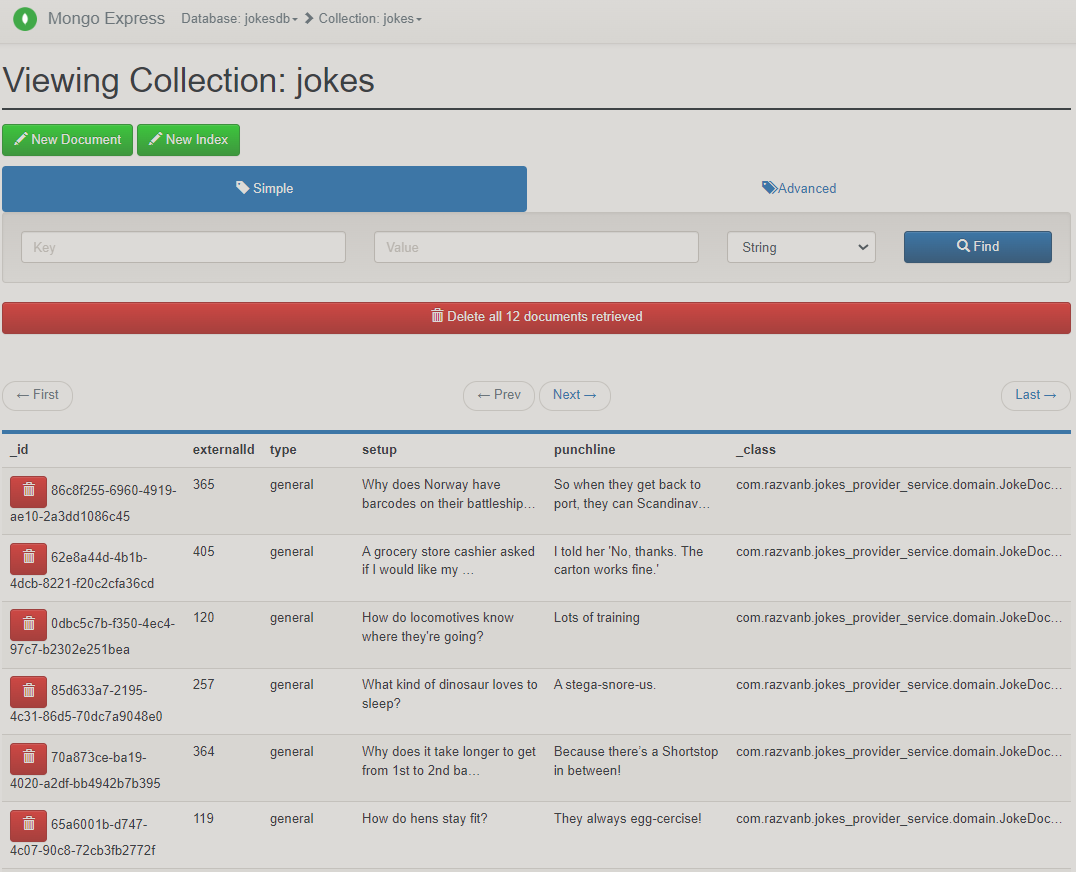 Mongo Express Database: jokesdb Collection: jokes
Viewing Collection: jokes
New Document New Index
Simple Advanced
Key Value String Find
Delete all 12 documents retrieved
← First ← Prev Next → Last →
_id externalId type setup punchline _class
86c8f255-6960-4919- 365 general Why does Norway have So when they get back to com.razvanb.jokes_provider_service.domain.JokeDoc...
ae10-2a3dd1086c45 barcodes on their battleship... port, they can Scandinav...
62e8a44d-4b1b- 405 general A grocery store cashier asked I told her 'No, thanks. The com.razvanb.jokes_provider_service.domain.JokeDoc...
4dcb-8221-f20c2cfa36cd if I would like my ... carton works fine.'
0dbc5c7b-f350-4ec4- 120 general How do locomotives know Lots of training com.razvanb.jokes_provider_service.domain.JokeDoc...
97c7-b2302e251bea where they're going?
85d633a7-2195- 257 general What kind of dinosaur loves to A stega-snore-us. com.razvanb.jokes_provider_service.domain.JokeDoc...
4c31-86d5-70dc7a9048e0 sleep?
70a873ce-ba19- 364 general Why does it take longer to get Because there's a Shortstop com.razvanb.jokes_provider_service.domain.JokeDoc...
4020-a2df-bb4942b7b395 from 1st to 2nd ba... in between!
65a6001b-d747- 119 general How do hens stay fit? They always egg-cercise! com.razvanb.jokes_provider_service.domain.JokeDoc...
4c07-90c8-72cb3fb2772f